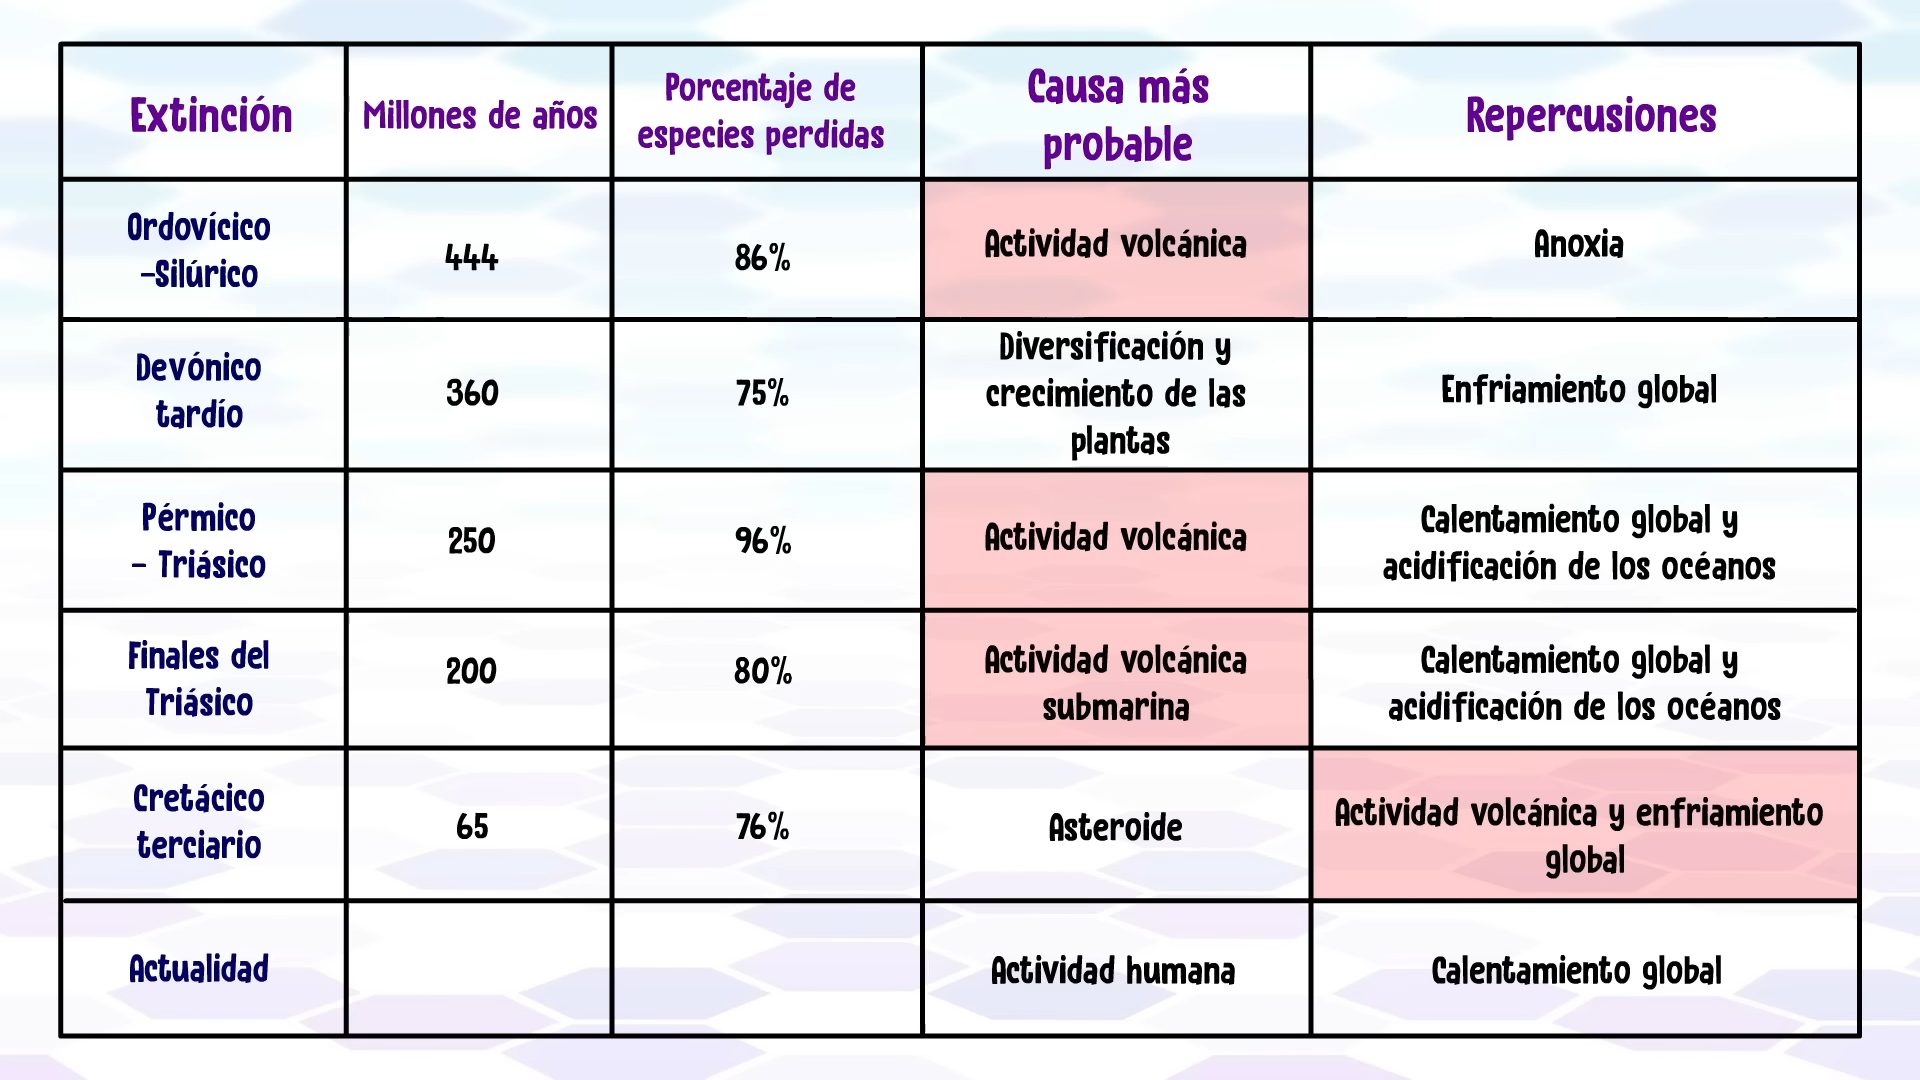 Extinción
Millones de años
Porcentaje de
especies perdidas
Causa más
probable
Repercusiones
Ordovícico
-Silúrico
444
86%
Actividad volcánica
Anoxia
Devónico
tardío
360
75%
Diversificación y
crecimiento de las
plantas
Enfriamiento global
Pérmico
- Triásico
250
96%
Actividad volcánica
Calentamiento global y
acidificación de los océanos
Finales del
Triásico
200
80%
Actividad volcánica
submarina
Calentamiento global y
acidificación de los océanos
Cretácico
terciario
65
76%
Asteroide
Actividad volcánica y enfriamiento
global
Actualidad
Actividad humana
Calentamiento global